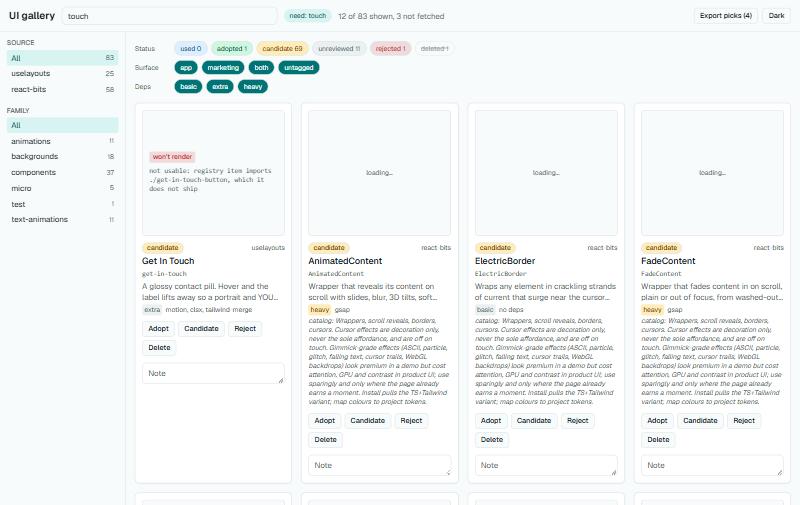 UI gallery
touch
need: touch
12 of 83 shown, 3 not fetched
Export picks (4)
Dark
SOURCE
All 83
uselayouts 25
react-bits 58
FAMILY
All
animations 11
backgrounds 18
components 37
micro 5
test 1
text-animations 11
Status used 0 adopted 1 candidate 69 unreviewed 11 rejected 1 deleted 1
Surface app marketing both untagged
Deps basic extra heavy
won't render
not usable: registry item imports
./get-in-touch-button, which it
does not ship
candidate uselayouts
Get In Touch
get-in-touch
A glossy contact pill. Hover and the
label lifts away so a portrait and YOU...
extra motion, clsx, tailwind merge
Adopt Candidate Reject
Delete
Note
loading...
candidate react-bits
AnimatedContent
AnimatedContent
Wrapper that reveals its content on
scroll with slides, blur, 3D tilts, soft...
heavy gsap
catalog: Wrappers, scroll reveals, borders,
cursors. Cursor effects are decoration only,
never the sole affordance, and are off on
touch. Gimmick-grade effects (ASCII, particle,
glitch, falling text, cursor trails, WebGL
backdrops) look premium in a demo but cost
attention, GPU and contrast in product UI; use
sparingly and only where the page already
earns a moment. Install pulls the TS+Tailwind
variant; map colours to project tokens.
Adopt Candidate Reject
Delete
Note
loading...
candidate react-bits
ElectricBorder
ElectricBorder
Wraps any element in crackling strands
of current that surge near the cursor...
basic no deps
catalog: Wrappers, scroll reveals, borders,
cursors. Cursor effects are decoration only,
never the sole affordance, and are off on
touch. Gimmick-grade effects (ASCII, particle,
glitch, falling text, cursor trails, WebGL
backdrops) look premium in a demo but cost
attention, GPU and contrast in product UI; use
sparingly and only where the page already
earns a moment. Install pulls the TS+Tailwind
variant; map colours to project tokens.
Adopt Candidate Reject
Delete
Note
loading...
candidate react-bits
FadeContent
FadeContent
Wrapper that fades content in on scroll,
plain or out of focus, from washed-out...
heavy gsap
catalog: Wrappers, scroll reveals, borders,
cursors. Cursor effects are decoration only,
never the sole affordance, and are off on
touch. Gimmick-grade effects (ASCII, particle,
glitch, falling text, cursor trails, WebGL
backdrops) look premium in a demo but cost
attention, GPU and contrast in product UI; use
sparingly and only where the page already
earns a moment. Install pulls the TS+Tailwind
variant; map colours to project tokens.
Adopt Candidate Reject
Delete
Note